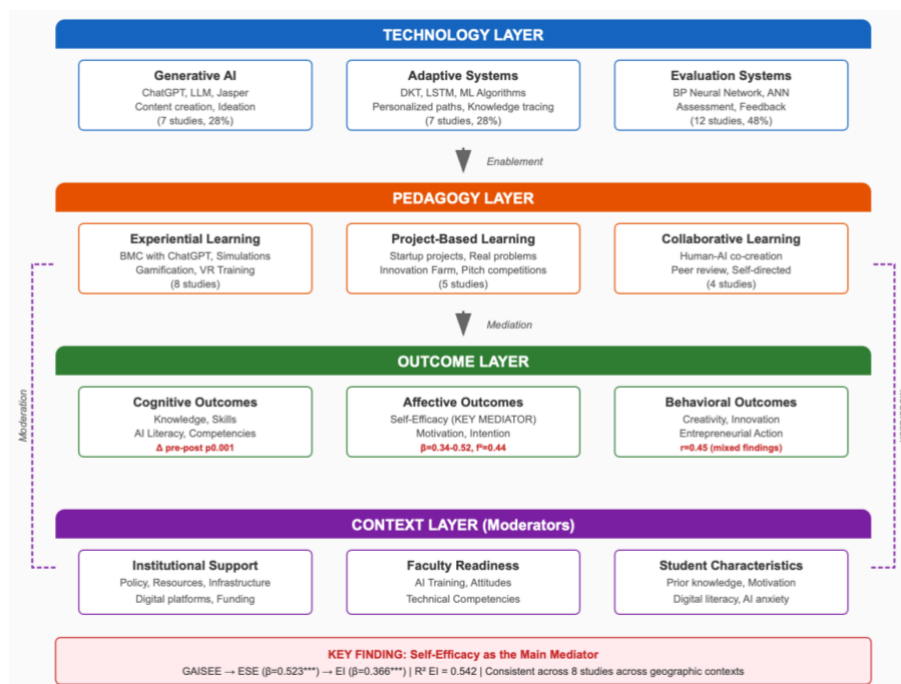 TECHNOLOGY LAYER
Generative AI
ChatGPT, LLM, Jasper
Content creation, Ideation
(7 studies, 28%)
Adaptive Systems
DKT, LSTM, ML Algorithms
Personalized paths, Knowledge tracing
(7 studies, 28%)
Evaluation Systems
BP Neural Network, ANN
Assessment, Feedback
(12 studies, 48%)
Enablement
PEDAGOGY LAYER
Experiential Learning
BMC with ChatGPT, Simulations
Gamification, VR Training
(8 studies)
Project-Based Learning
Startup projects, Real problems
Innovation Farm, Pitch competitions
(5 studies)
Collaborative Learning
Human-AI co-creation
Peer review, Self-directed
(4 studies)
Mediation
Moderation
OUTCOME LAYER
Cognitive Outcomes
Knowledge, Skills
AI Literacy, Competencies
Δ pre-post p0.001
Affective Outcomes
Self-Efficacy (KEY MEDIATOR)
Motivation, Intention
β=0.34-0.52, f²=0.44
Behavioral Outcomes
Creativity, Innovation
Entrepreneurial Action
r=0.45 (mixed findings)
CONTEXT LAYER (Moderators)
Institutional Support
Policy, Resources, Infrastructure
Digital platforms, Funding
Faculty Readiness
AI Training, Attitudes
Technical Competencies
Student Characteristics
Prior knowledge, Motivation
Digital literacy, AI anxiety
KEY FINDING: Self-Efficacy as the Main Mediator
GAISEE → ESE (β=0.523***) → EI (β=0.366***) | R² EI = 0.542 | Consistent across 8 studies across geographic contexts